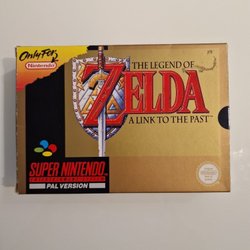 Only For
Nintendo
THE LEGEND OF
ZELDA
A LINK TO THE PAST
SUPER NINTENDO
ENTERTAINMENT SYSTEM
PAL VERSION